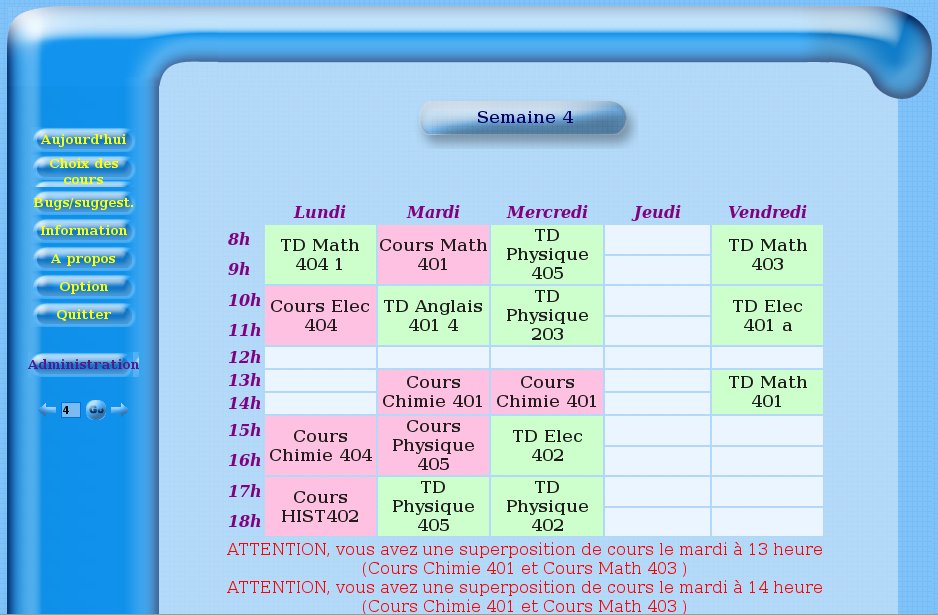 Semaine 4
Aujourd'hui
Choix des
cours
Bugs/suggest.
Information
A propos
Option
Quitter
Administration
4 Go
Lundi Mardi Mercredi Jeudi Vendredi
8h
9h
TD Math
404 1
Cours Math
401
TD
Physique
405
TD Math
403
10h
11h
Cours Elec
404
TD Anglais
401 4
TD
Physique
203
TD Elec
401 a
12h
13h
14h
Cours
Chimie 401
Cours
Chimie 401
TD Math
401
15h
16h
Cours
Chimie 404
Cours
Physique
405
TD Elec
402
17h
18h
Cours
HIST402
TD
Physique
405
TD
Physique
402
ATTENTION, vous avez une superposition de cours le mardi à 13 heure
(Cours Chimie 401 et Cours Math 403 )
ATTENTION, vous avez une superposition de cours le mardi à 14 heure
(Cours Chimie 401 et Cours Math 403 )